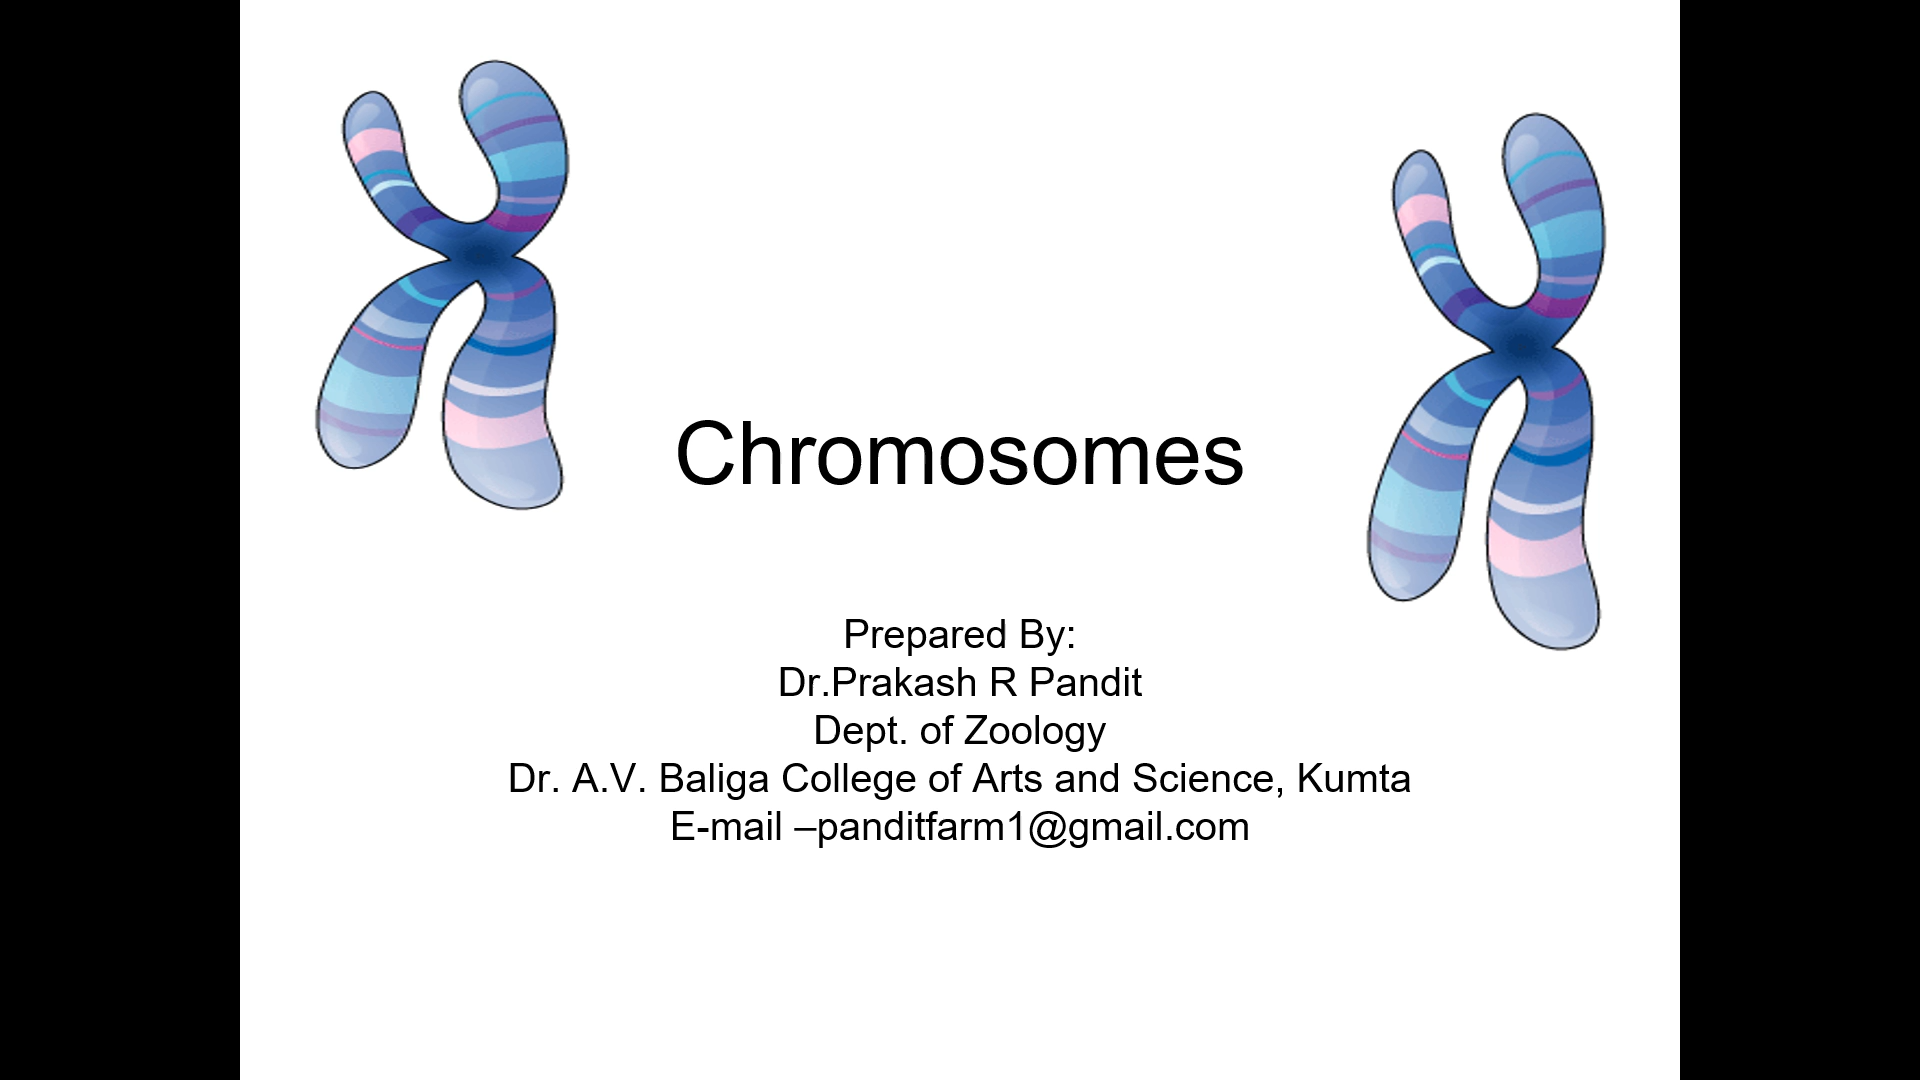 Chromosomes
Prepared By:
Dr.Prakash R Pandit
Dept. of Zoology
Dr. A.V. Baliga College of Arts and Science, Kumta
E-mail –panditfarm1@gmail.com